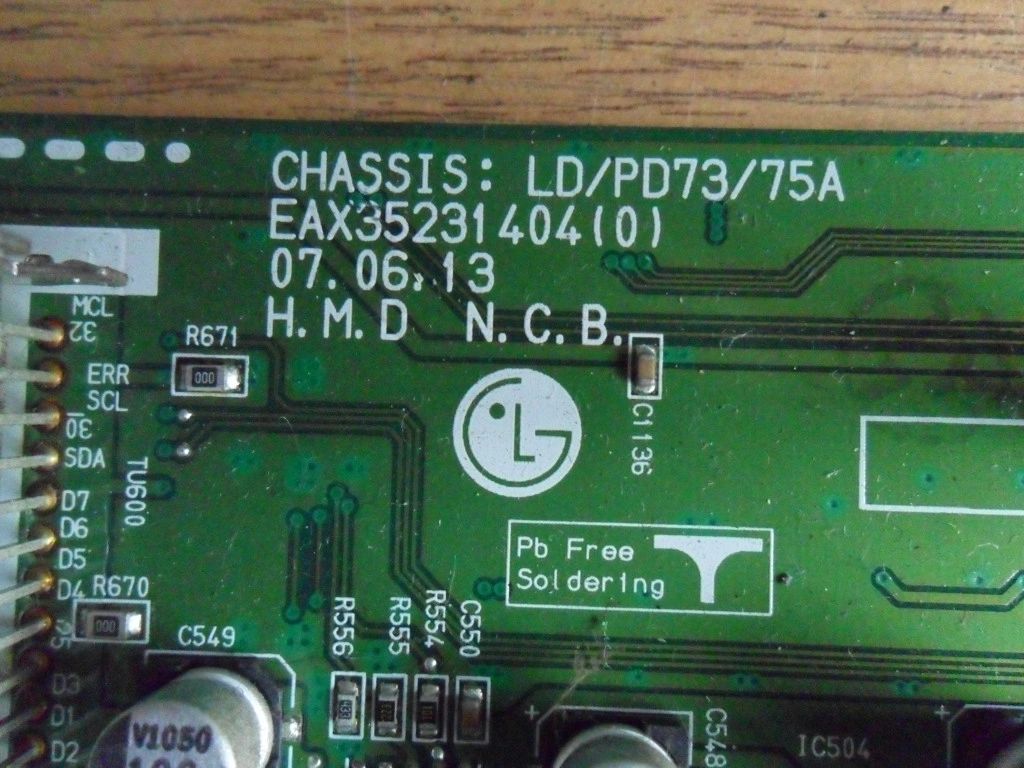 CHASSIS: LD/PD73/75A
EAX35231404(0)
07.06.13
H.M.D N.C.B.
MCL
32
R671
000
ERR
SCL
30
SDA
C1136
TU600
D7
D6
D5
D4
R670
000
Pb Free
Soldering
C549
R556
R555
R554
C550
D3
D1
D2
V1050
C548
IC504
LG